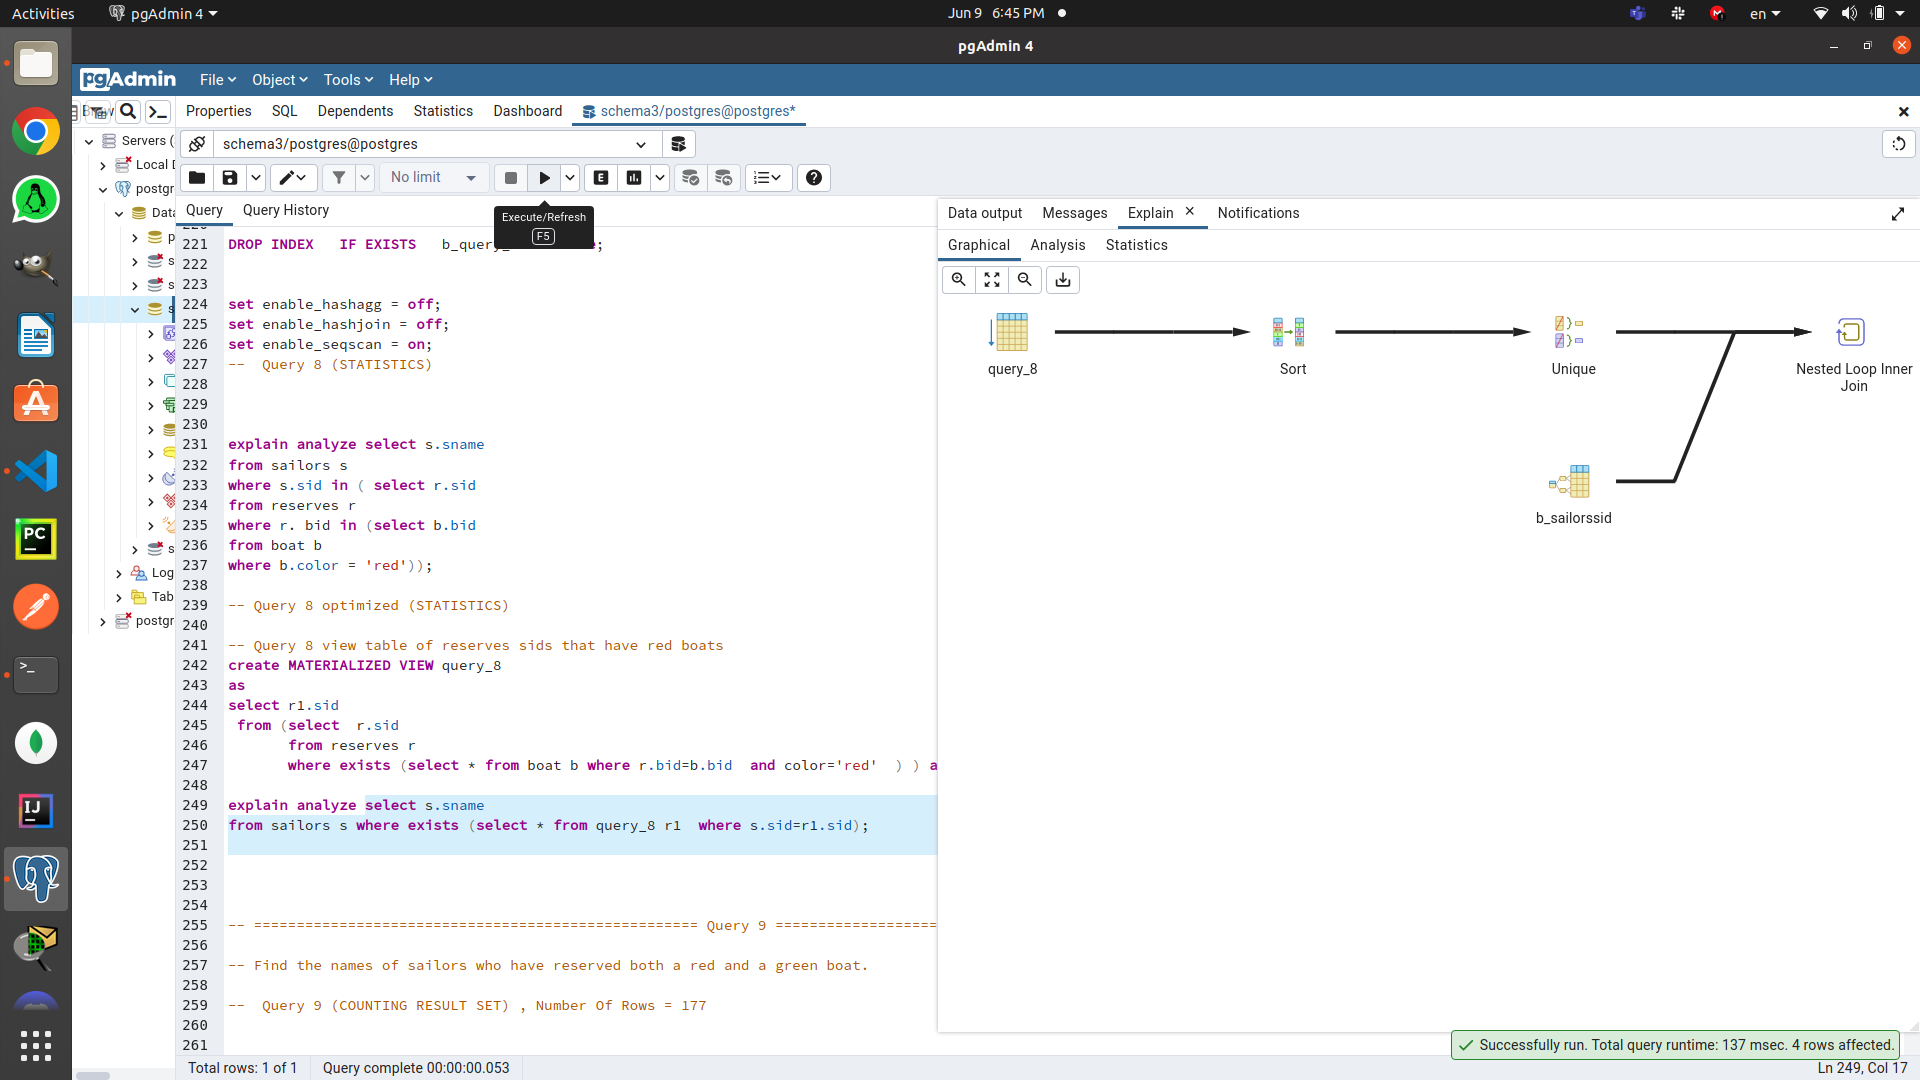 Activities
pgAdmin 4
Jun 9 6:45 PM
en
pgAdmin 4
pgAdmin
File
Object
Tools
Help
Properties
SQL
Dependents
Statistics
Dashboard
schema3/postgres@postgres*
Servers (
Local D
postgr
Data
p
s
s
s
s
Log
Tab
postgr
schema3/postgres@postgres
No limit
Execute/Refresh
F5
Query
Query History
221 DROP INDEX IF EXISTS b_query_ ;
222
223
224 set enable_hashagg = off;
225 set enable_hashjoin = off;
226 set enable_seqscan = on;
227 -- Query 8 (STATISTICS)
228
229
230
231 explain analyze select s.sname
232 from sailors s
233 where s.sid in ( select r.sid
234 from reserves r
235 where r. bid in (select b.bid
236 from boat b
237 where b.color = 'red'));
238
239 -- Query 8 optimized (STATISTICS)
240
241 -- Query 8 view table of reserves sids that have red boats
242 create MATERIALIZED VIEW query_8
243 as
244 select r1.sid
245 from (select r.sid
246 from reserves r
247 where exists (select * from boat b where r.bid=b.bid and color='red' ) ) a
248
249 explain analyze select s.sname
250 from sailors s where exists (select * from query_8 r1 where s.sid=r1.sid);
251
252
253
254
255 -- ==================================================== Query 9 ===================
256
257 -- Find the names of sailors who have reserved both a red and a green boat.
258
259 -- Query 9 (COUNTING RESULT SET) , Number Of Rows = 177
260
261
Data output
Messages
Explain
Notifications
Graphical
Analysis
Statistics
query_8
Sort
Unique
Nested Loop Inner
Join
b_sailorssid
Successfully run. Total query runtime: 137 msec. 4 rows affected.
Total rows: 1 of 1
Query complete 00:00:00.053
Ln 249, Col 17